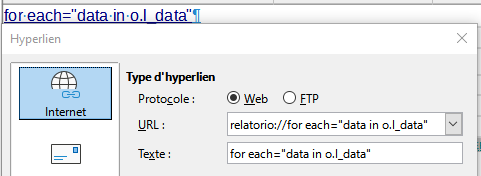 for·each="data·in·o.l_data"¶
Hyperlien
Internet
Type d'hyperlien
Protocole : Web FTP
URL : relatorio://for each="data in o.l_data"
Texte : for each="data in o.l_data"